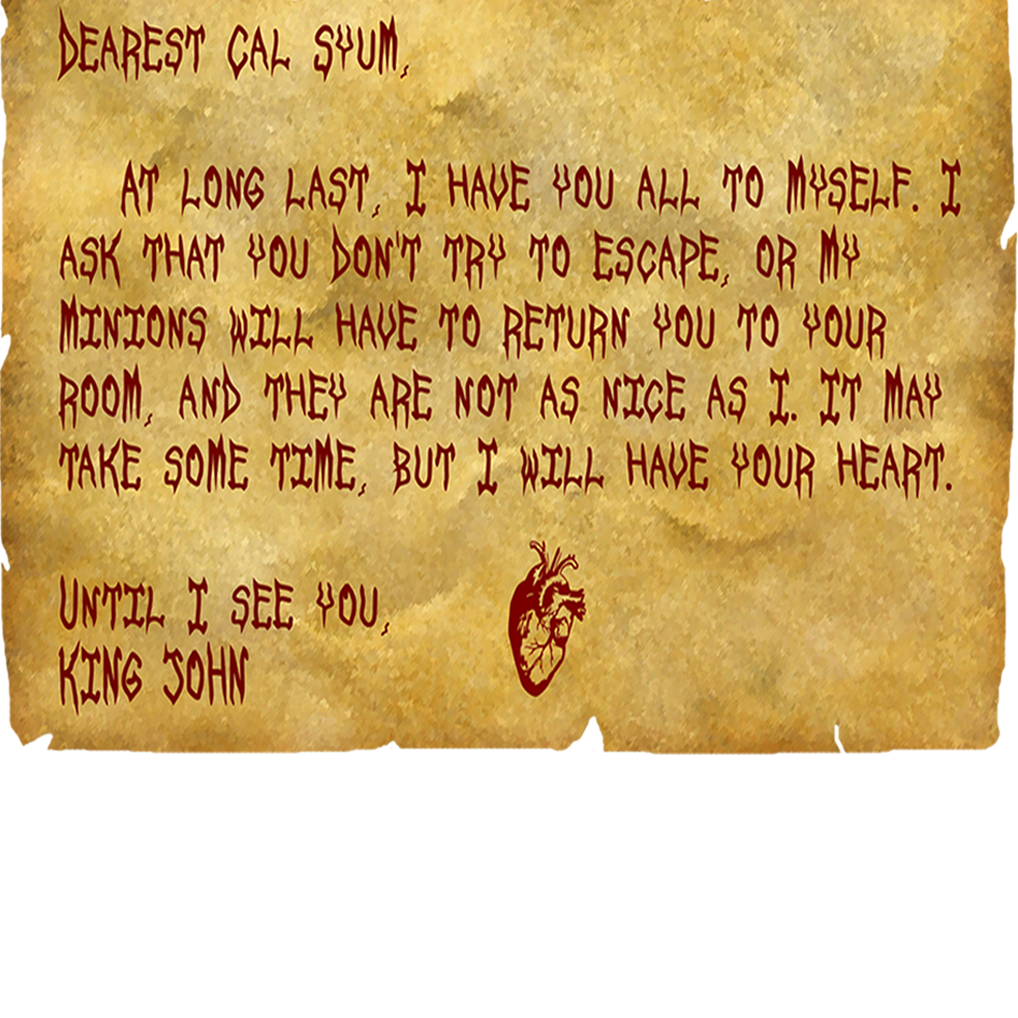 DEAREST CAL SYUM,
AT LONG LAST, I HAVE YOU ALL TO MYSELF. I
ASK THAT YOU DON'T TRY TO ESCAPE, OR MY
MINIONS WILL HAVE TO RETURN YOU TO YOUR
ROOM, AND THEY ARE NOT AS NICE AS I. IT MAY
TAKE SOME TIME, BUT I WILL HAVE YOUR HEART.
UNTIL I SEE YOU,
KING JOHN